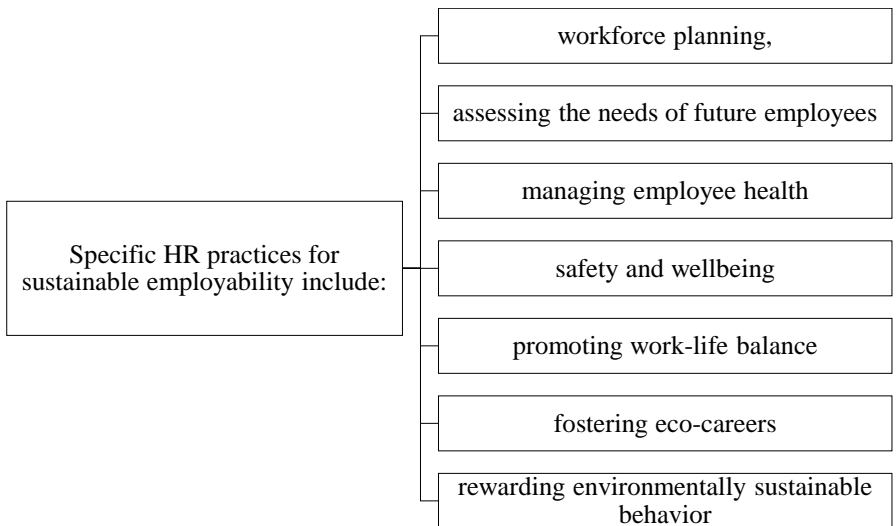 Specific HR practices for
sustainable employability include:
workforce planning,
assessing the needs of future employees
managing employee health
safety and wellbeing
promoting work-life balance
fostering eco-careers
rewarding environmentally sustainable
behavior